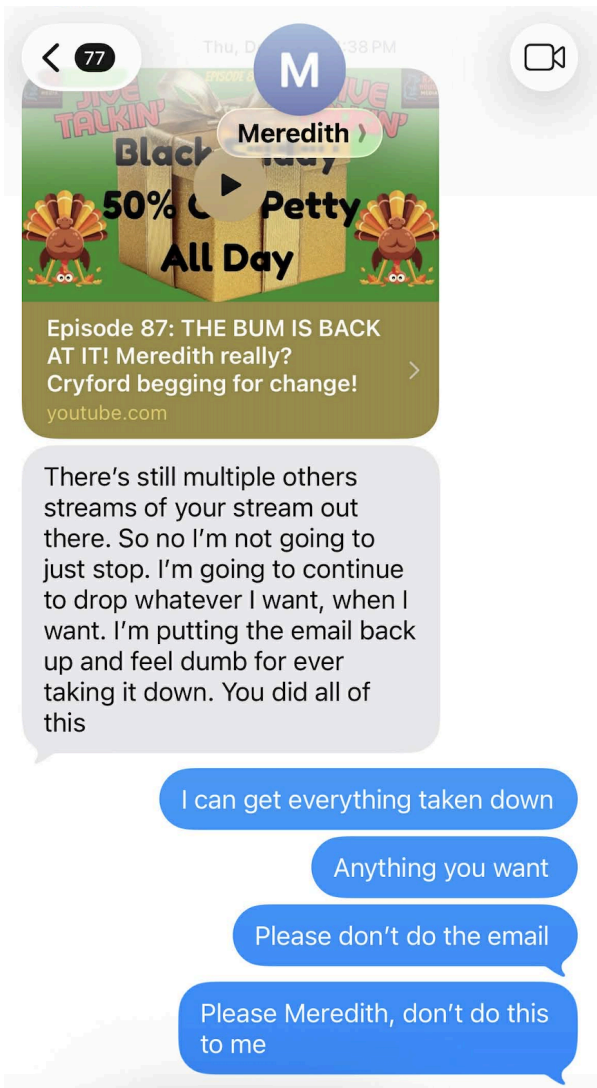 77
Thu, D
:38 PM
M
Meredith
EPISODE 8
JIVE
TALKIN'
Black
50%
Petty
All Day
Episode 87: THE BUM IS BACK
AT IT! Meredith really?
Cryford begging for change!
youtube.com
There’s still multiple others
streams of your stream out
there. So no I’m not going to
just stop. I’m going to continue
to drop whatever I want, when I
want. I’m putting the email back
up and feel dumb for ever
taking it down. You did all of
this
I can get everything taken down
Anything you want
Please don’t do the email
Please Meredith, don’t do this
to me